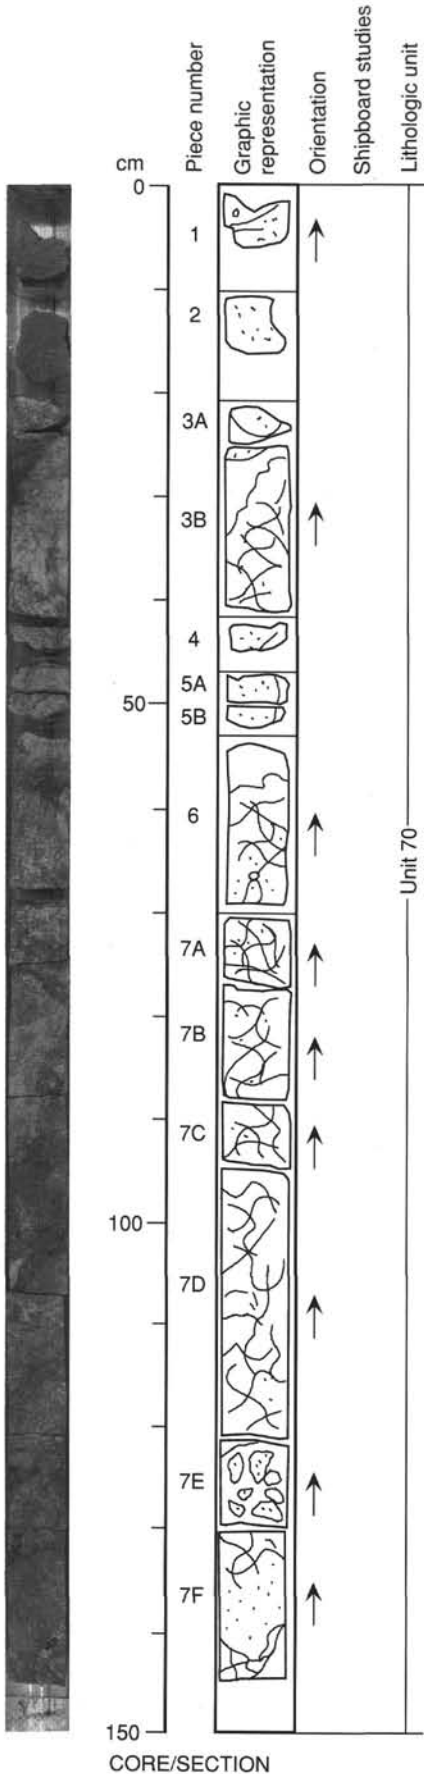 cm
Piece number
Graphic
representation
Orientation
Shipboard studies
Lithologic unit
0
1
2
3A
3B
4
5A
50
5B
6
Unit 70
7A
7B
7C
100
7D
7E
7F
150
CORE/SECTION